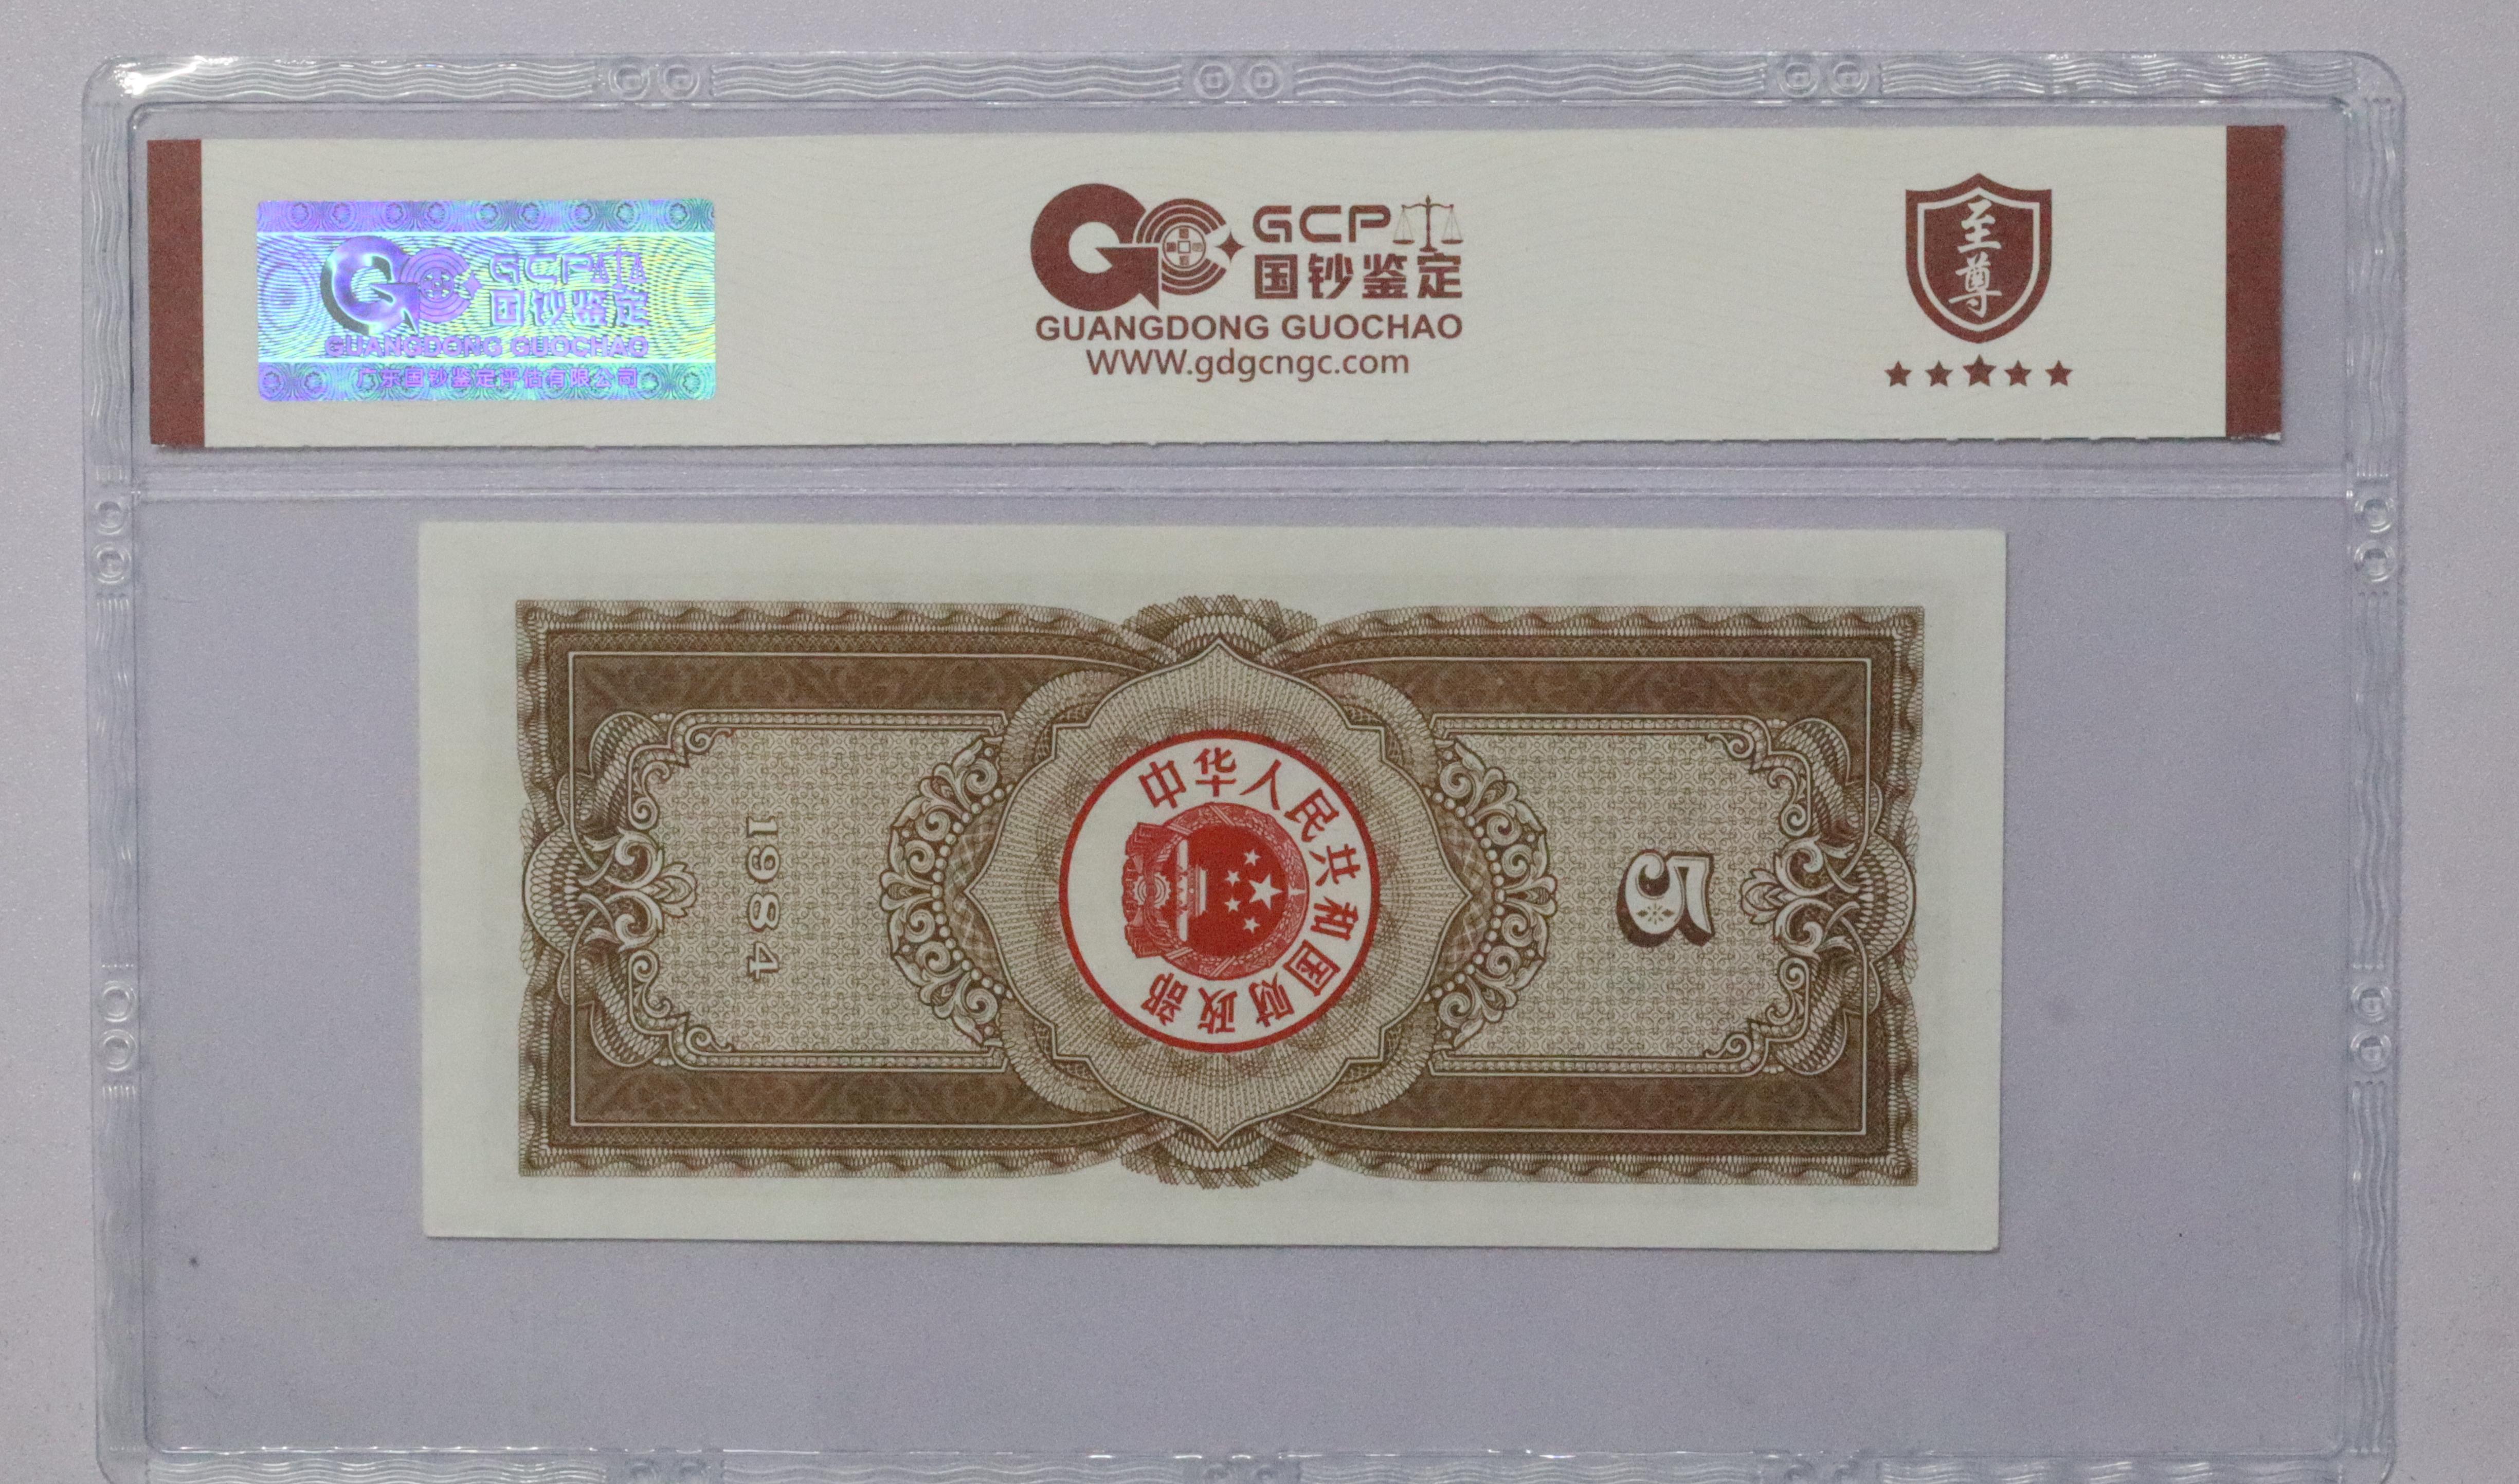 GCP
国钞鉴定
GUANGDONG GUOCHAO
广东国钞鉴定评估有限公司
GCP
国钞鉴定
GUANGDONG GUOCHAO
WWW.gdgcngc.com
至尊
中华人民共和国财政部
1984
5